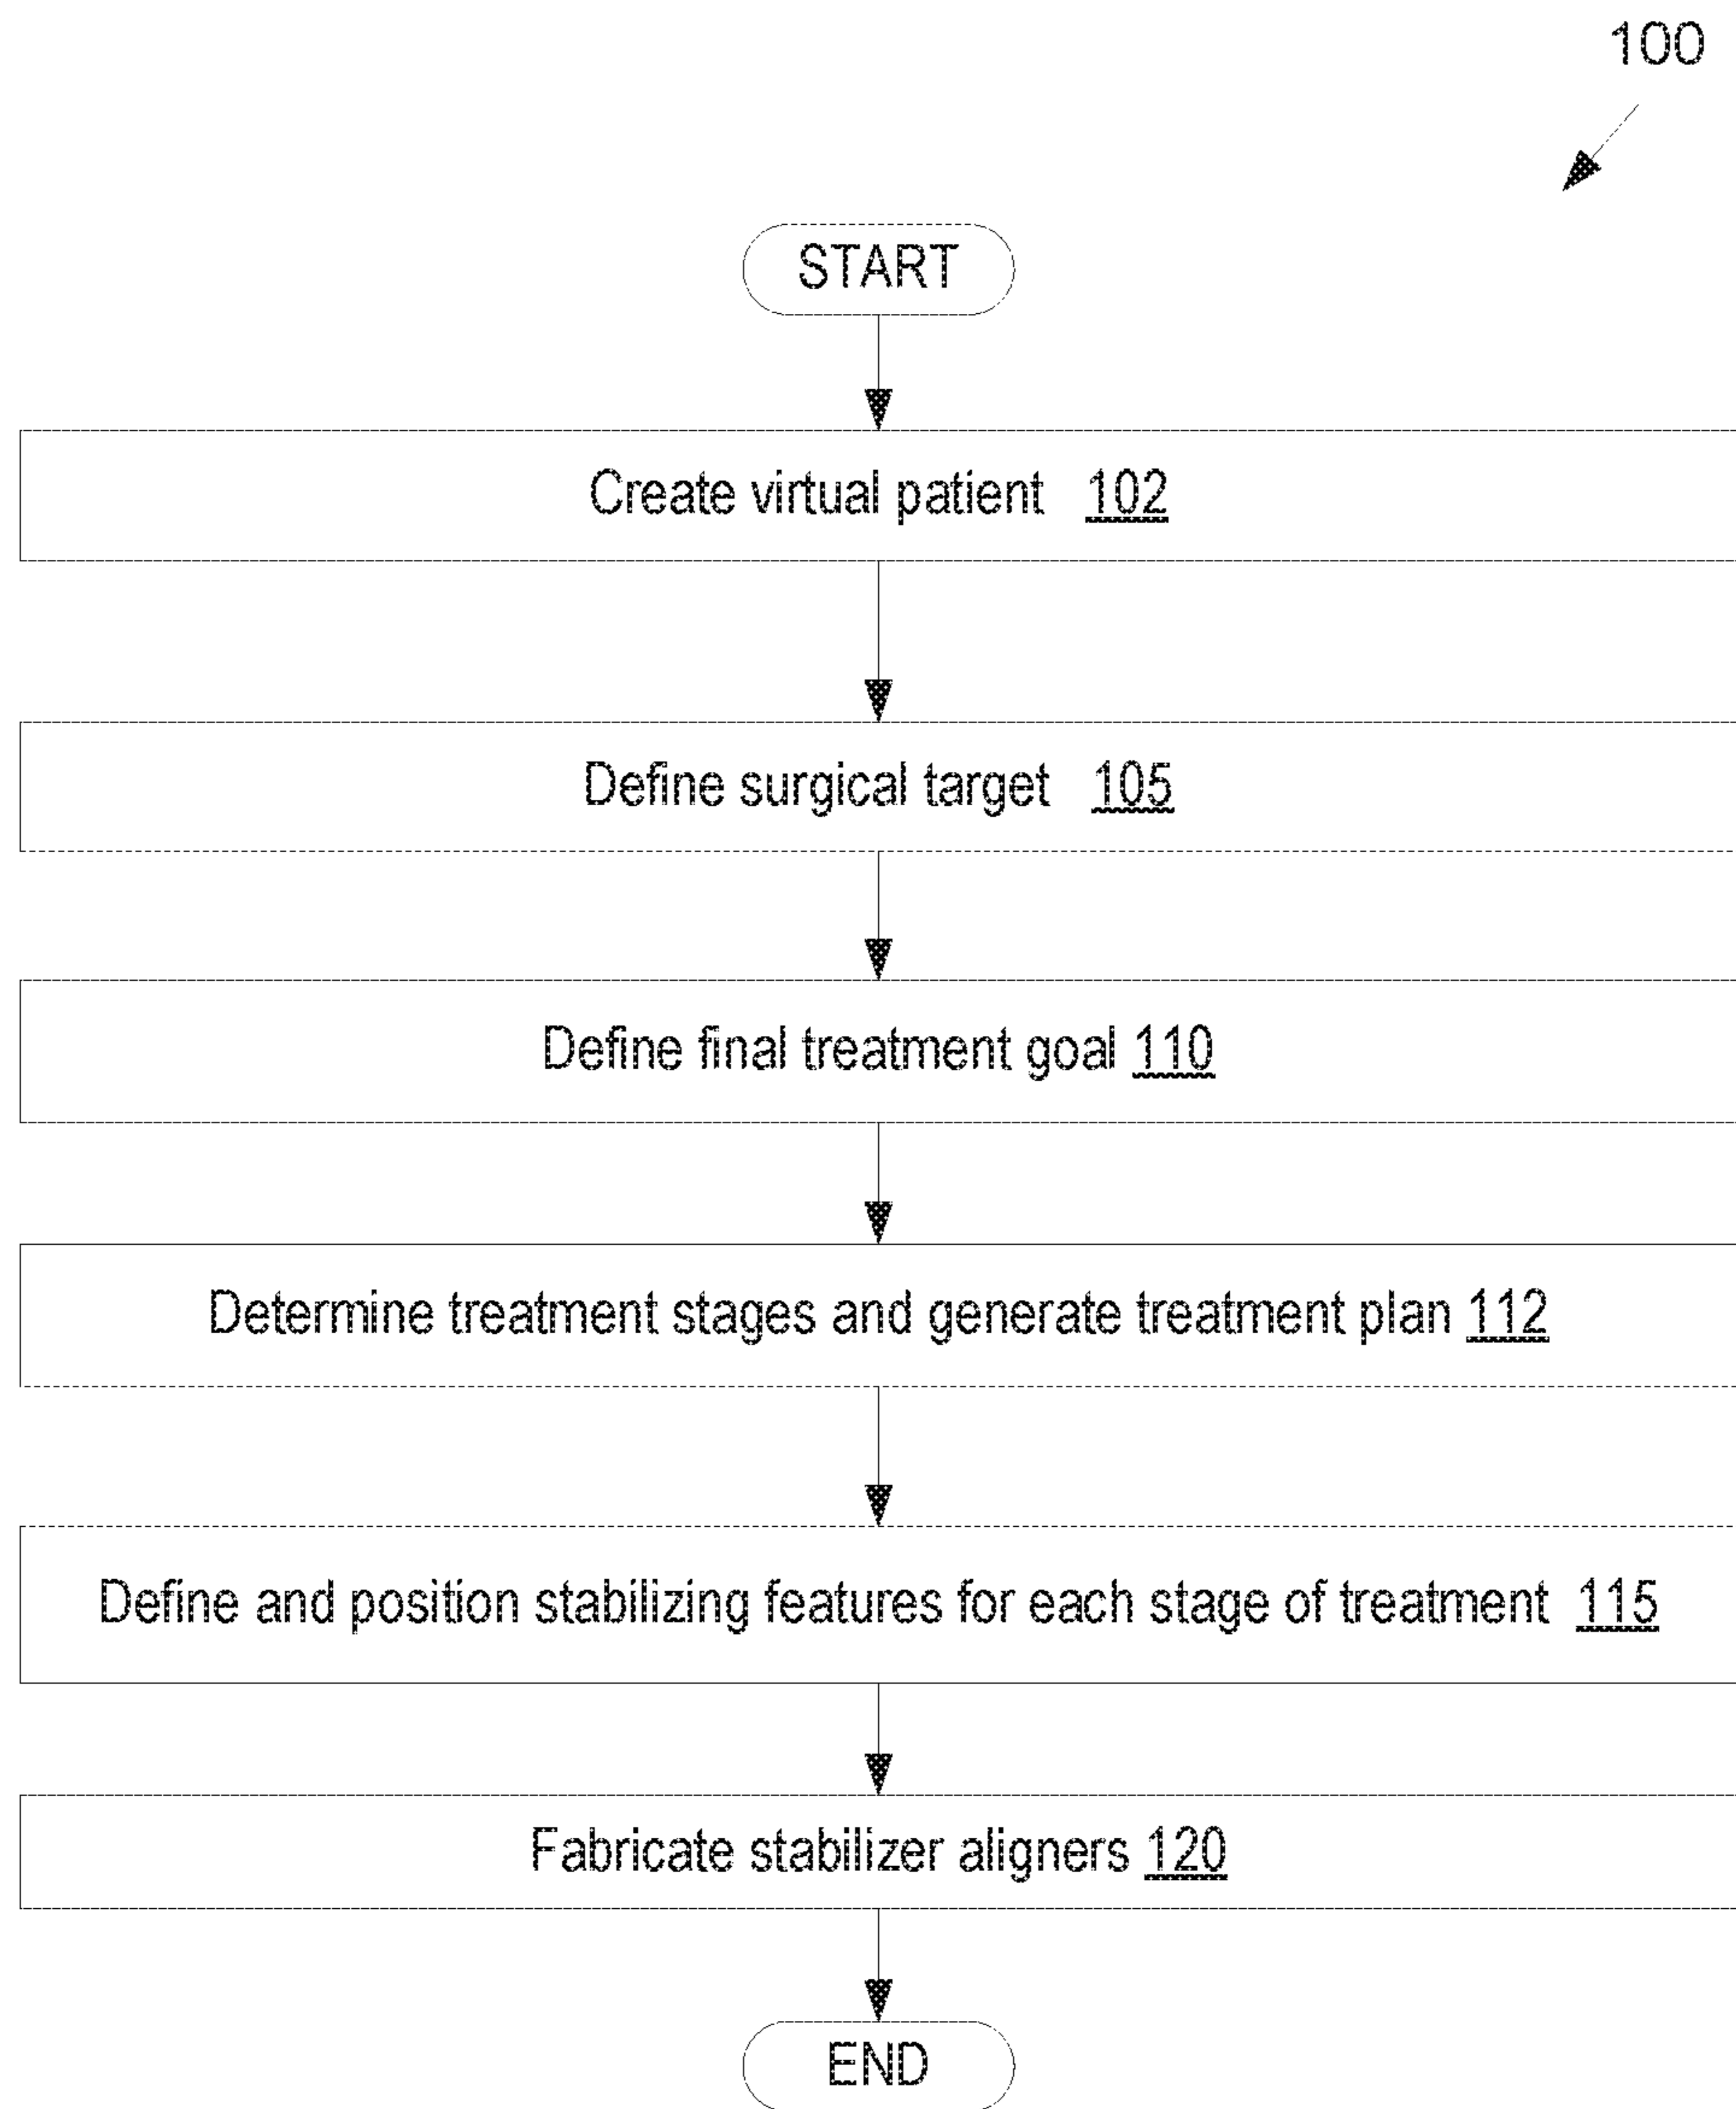 100
START
Create virtual patient 102
Define surgical target 105
Define final treatment goal 110
Determine treatment stages and generate treatment plan 112
Define and position stabilizing features for each stage of treatment 115
Fabricate stabilizer aligners 120
END